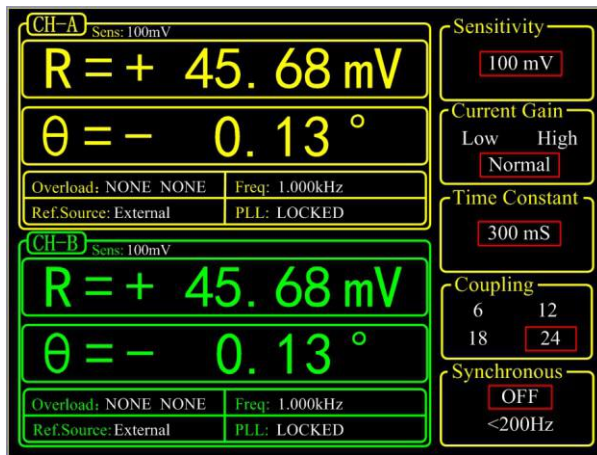 CH-A Sens: 100mV
R = + 45.68 mV
θ = - 0.13 °
Overload: NONE NONE Freq: 1.000kHz
Ref.Source: External PLL: LOCKED
CH-B Sens: 100mV
R = + 45.68 mV
θ = - 0.13 °
Overload: NONE NONE Freq: 1.000kHz
Ref.Source: External PLL: LOCKED
Sensitivity
100 mV
Current Gain
Low High
Normal
Time Constant
300 mS
Coupling
6 12
18 24
Synchronous
OFF
<200Hz